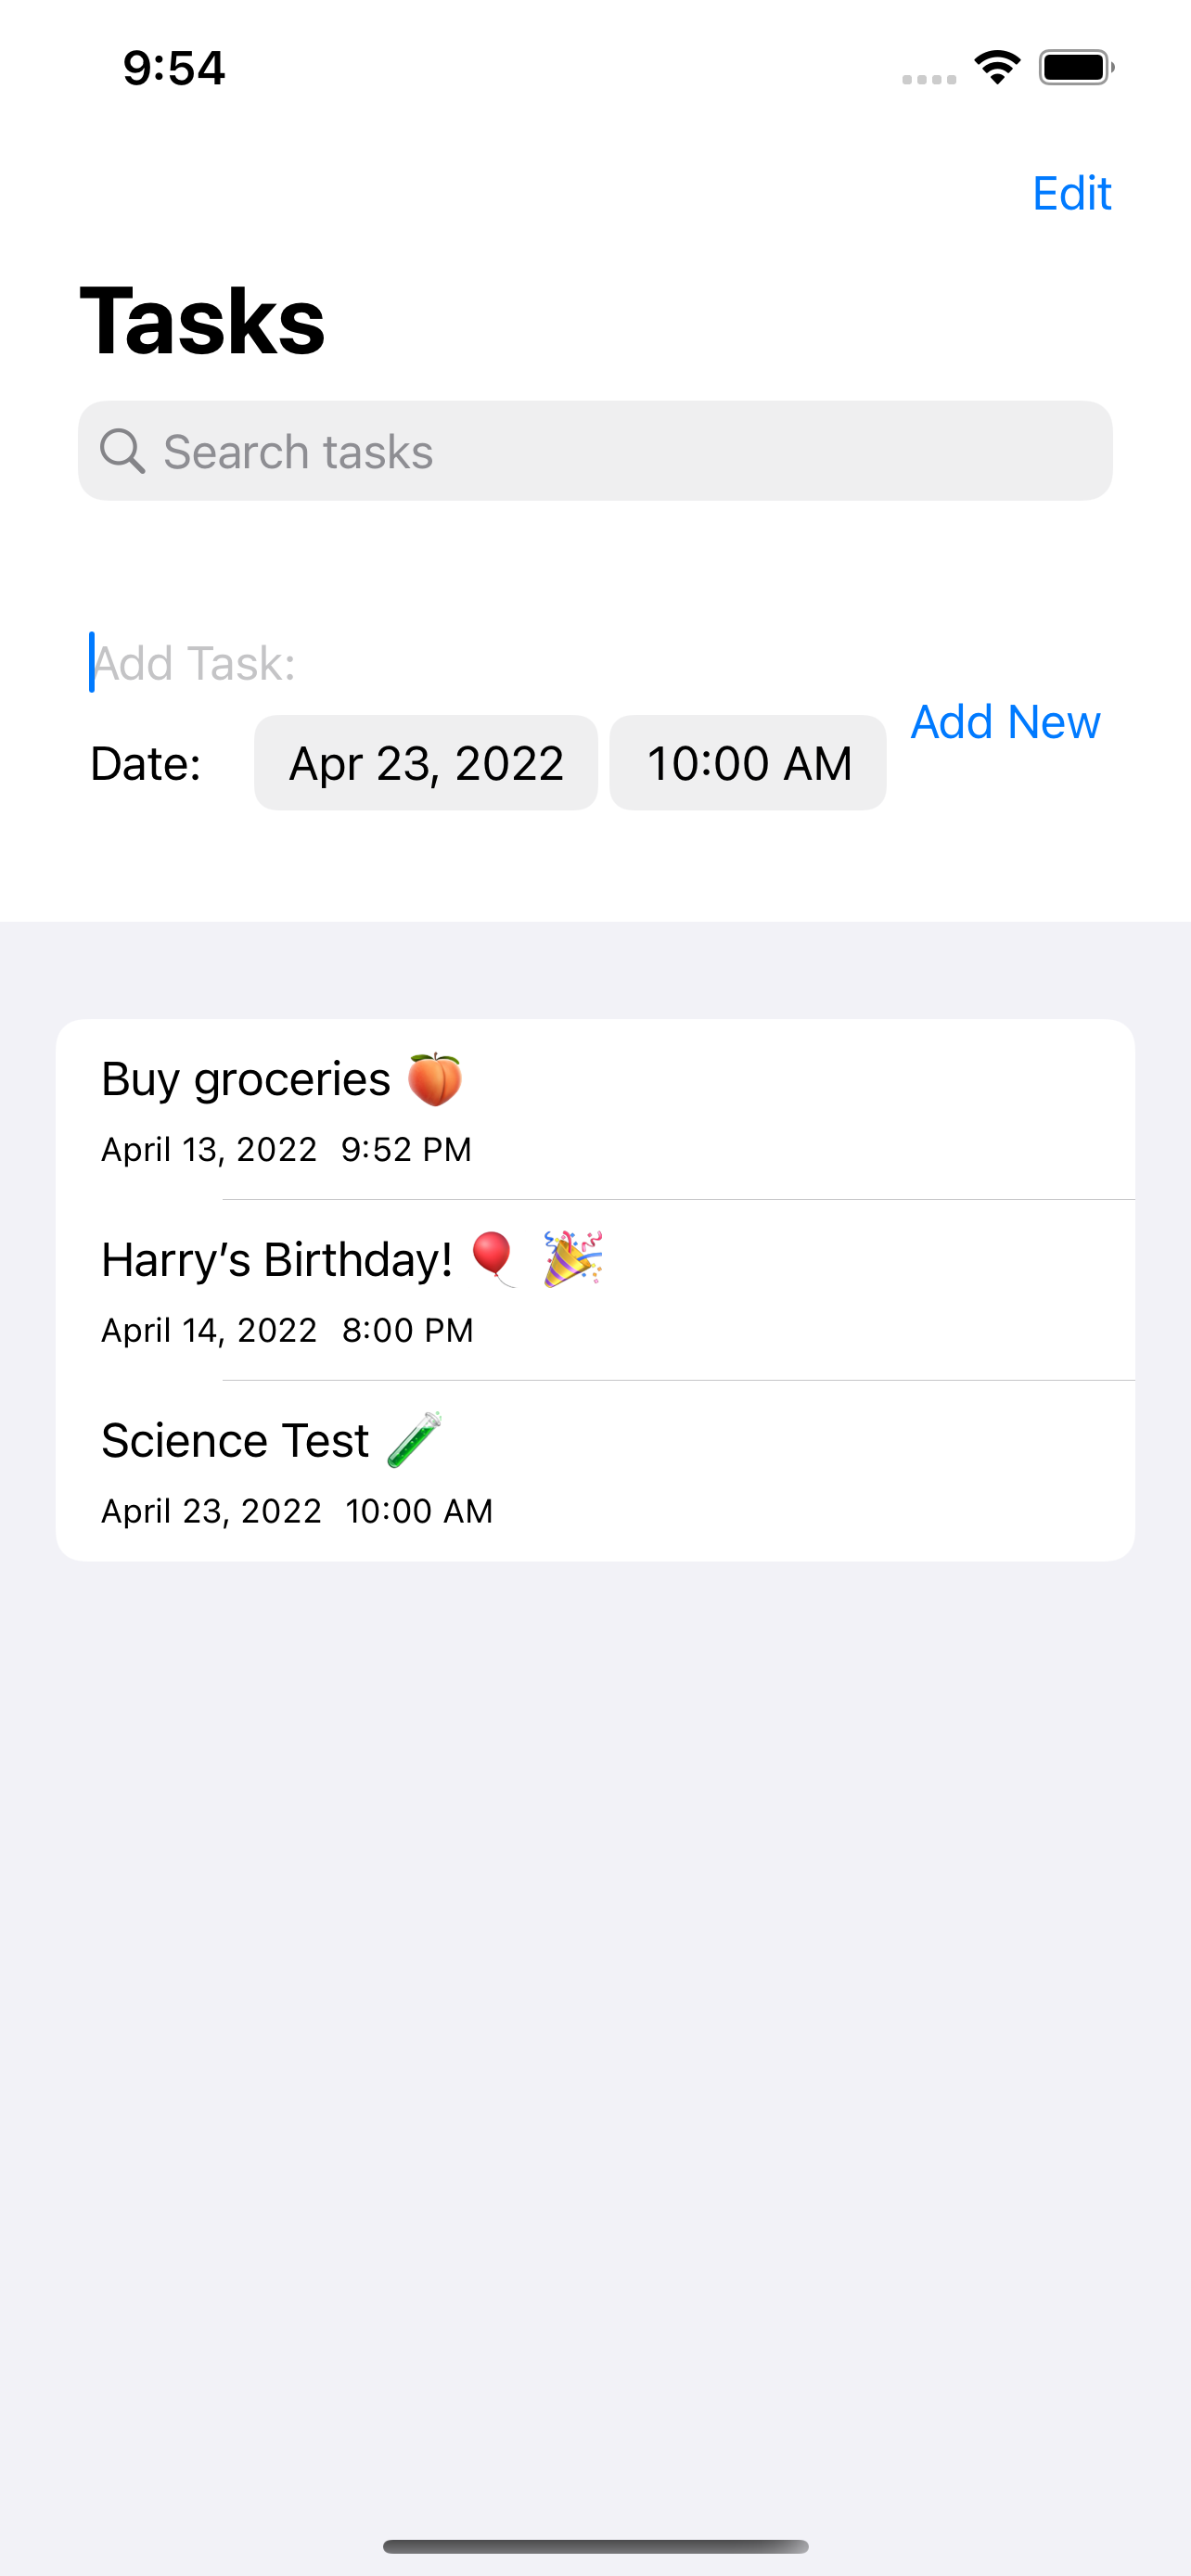 9:54
Edit
Tasks
Search tasks
Add Task:
Add New
Date: Apr 23, 2022 10:00 AM
Buy groceries 🍑
April 13, 2022 9:52 PM
Harry’s Birthday! 🎈 🎉
April 14, 2022 8:00 PM
Science Test 🧪
April 23, 2022 10:00 AM